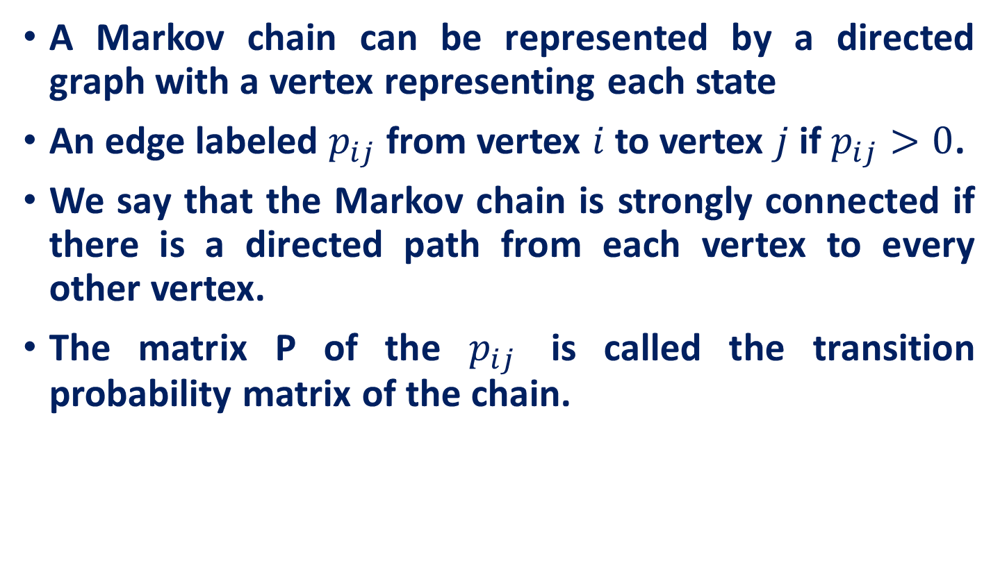 • A Markov chain can be represented by a directed
graph with a vertex representing each state
• An edge labeled $p_{ij}$ from vertex $i$ to vertex $j$ if $p_{ij} > 0$.
• We say that the Markov chain is strongly connected if
there is a directed path from each vertex to every
other vertex.
• The matrix P of the $p_{ij}$ is called the transition
probability matrix of the chain.